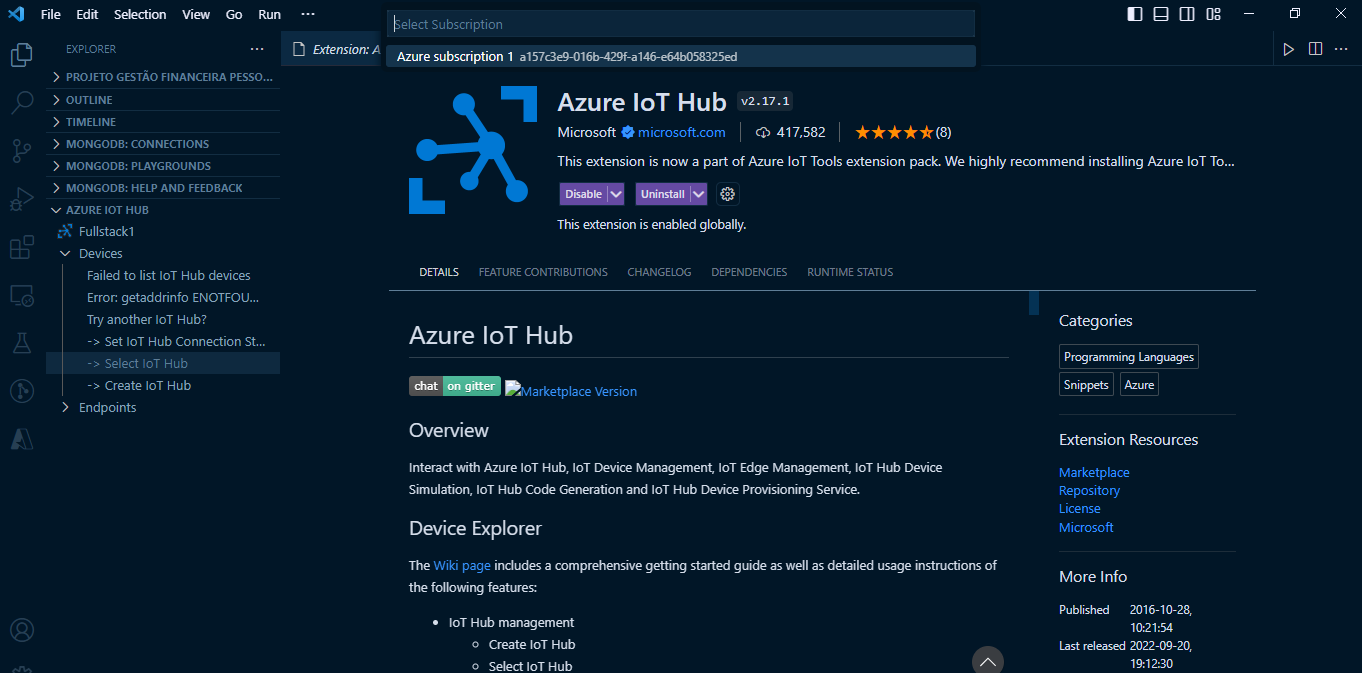 File Edit Selection View Go Run ···
Select Subscription
Azure subscription 1 a157c3e9-016b-429f-a146-e64b058325ed
EXPLORER ···
PROJETO GESTÃO FINANCEIRA PESSO...
OUTLINE
TIMELINE
MONGODB: CONNECTIONS
MONGODB: PLAYGROUNDS
MONGODB: HELP AND FEEDBACK
AZURE IOT HUB
Fullstack1
Devices
Failed to list IoT Hub devices
Error: getaddrinfo ENOTFOU...
Try another IoT Hub?
-> Set IoT Hub Connection St...
-> Select IoT Hub
-> Create IoT Hub
Endpoints
Extension: A
Azure IoT Hub v2.17.1
Microsoft microsoft.com 417,582 (8)
This extension is now a part of Azure IoT Tools extension pack. We highly recommend installing Azure IoT To...
Disable Uninstall
This extension is enabled globally.
DETAILS FEATURE CONTRIBUTIONS CHANGELOG DEPENDENCIES RUNTIME STATUS
Azure IoT Hub
chat on gitter Marketplace Version
Overview
Interact with Azure IoT Hub, IoT Device Management, IoT Edge Management, IoT Hub Device
Simulation, IoT Hub Code Generation and IoT Hub Device Provisioning Service.
Device Explorer
The Wiki page includes a comprehensive getting started guide as well as detailed usage instructions of
the following features:
• IoT Hub management
◦ Create IoT Hub
◦ Select IoT Hub
Categories
Programming Languages
Snippets Azure
Extension Resources
Marketplace
Repository
License
Microsoft
More Info
Published 2016-10-28,
10:21:54
Last released 2022-09-20,
19:12:30